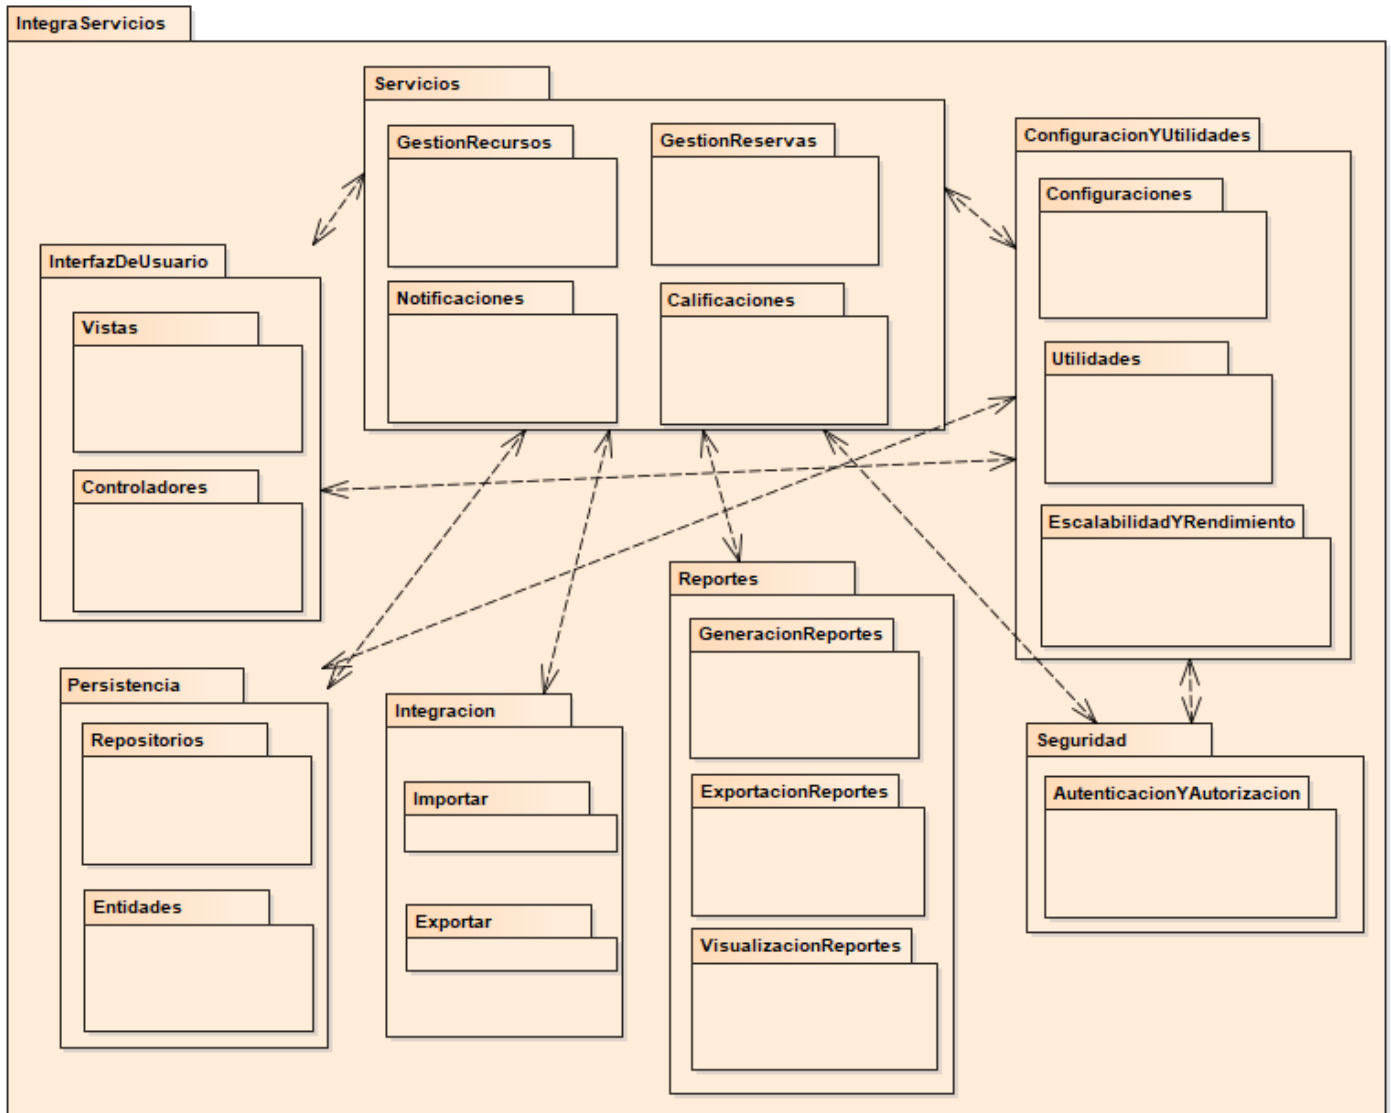 IntegraServicios
Servicios
GestionRecursos
GestionReservas
Notificaciones
Calificaciones
ConfiguracionYUtilidades
Configuraciones
Utilidades
EscalabilidadYRendimiento
InterfazDeUsuario
Vistas
Controladores
Persistencia
Repositorios
Entidades
Integracion
Importar
Exportar
Reportes
GeneracionReportes
ExportacionReportes
VisualizacionReportes
Seguridad
AutenticacionYAutorizacion